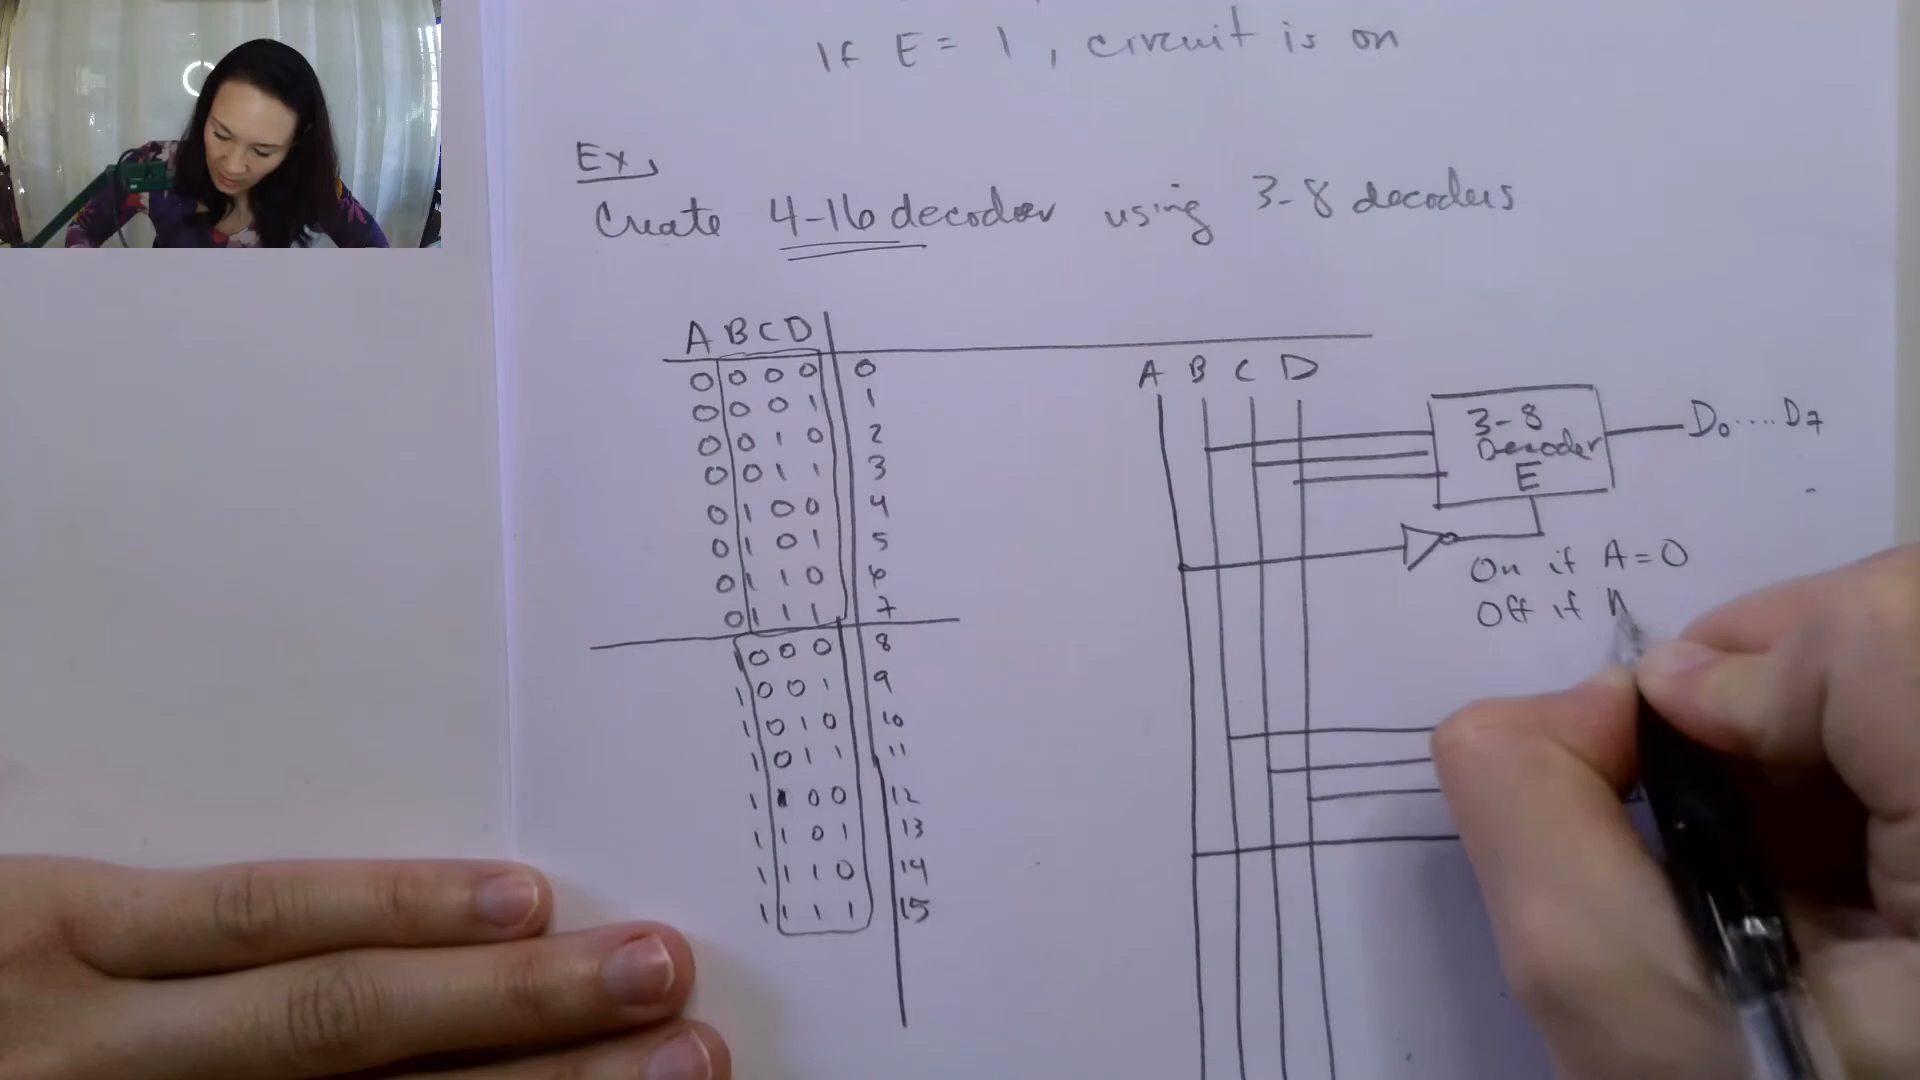 If E = 1, circuit is on
Ex,
Create 4-16 decoder using 3-8 decoders
A B C D
0 0 0 0 0
0 0 0 1 1
0 0 1 0 2
0 0 1 1 3
0 1 0 0 4
0 1 0 1 5
0 1 1 0 6
0 1 1 1 7
0 0 0 8
1 0 0 1 9
1 0 1 0 10
1 0 1 1 11
1 1 0 0 12
1 1 0 1 13
1 1 1 0 14
1 1 1 1 15
A B C D
3-8
Decoder
E
D0....D7
On if A=0
Off if